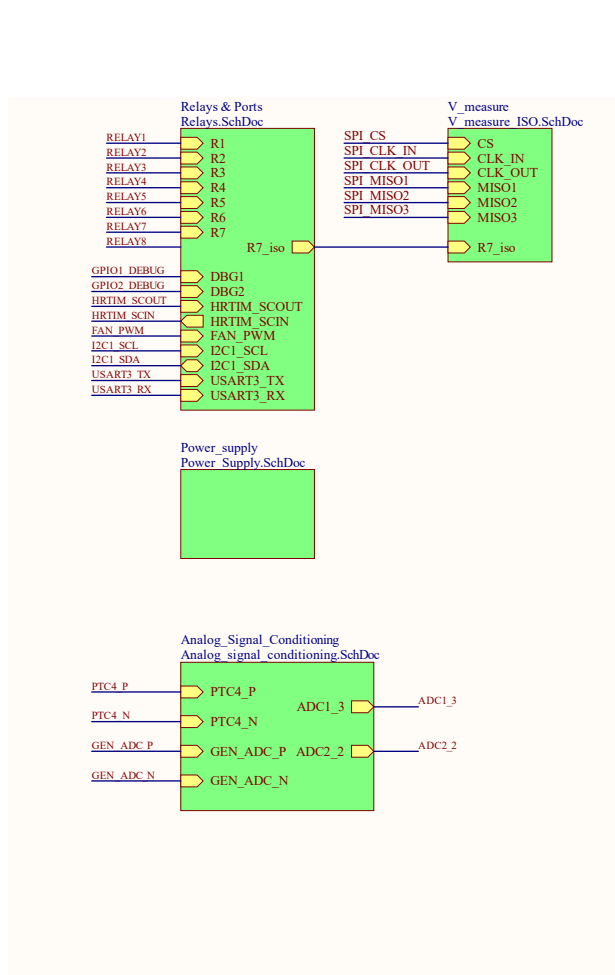 Relays & Ports
Relays.SchDoc
RELAY1 R1
RELAY2 R2
RELAY3 R3
RELAY4 R4
RELAY5 R5
RELAY6 R6
RELAY7 R7
RELAY8
R7_iso
GPIO1_DEBUG DBG1
GPIO2_DEBUG DBG2
HRTIM_SCOUT HRTIM_SCOUT
HRTIM_SCIN HRTIM_SCIN
FAN_PWM FAN_PWM
I2C1_SCL I2C1_SCL
I2C1_SDA I2C1_SDA
USART3_TX USART3_TX
USART3_RX USART3_RX
V_measure
V_measure_ISO.SchDoc
SPI_CS CS
SPI_CLK_IN CLK_IN
SPI_CLK_OUT CLK_OUT
SPI_MISO1 MISO1
SPI_MISO2 MISO2
SPI_MISO3 MISO3
R7_iso
Power_supply
Power_Supply.SchDoc
Analog_Signal_Conditioning
Analog_signal_conditioning.SchDoc
PTC4_P PTC4_P
ADC1_3 ADC1_3
PTC4_N PTC4_N
GEN_ADC_P GEN_ADC_P ADC2_2 ADC2_2
GEN_ADC_N GEN_ADC_N